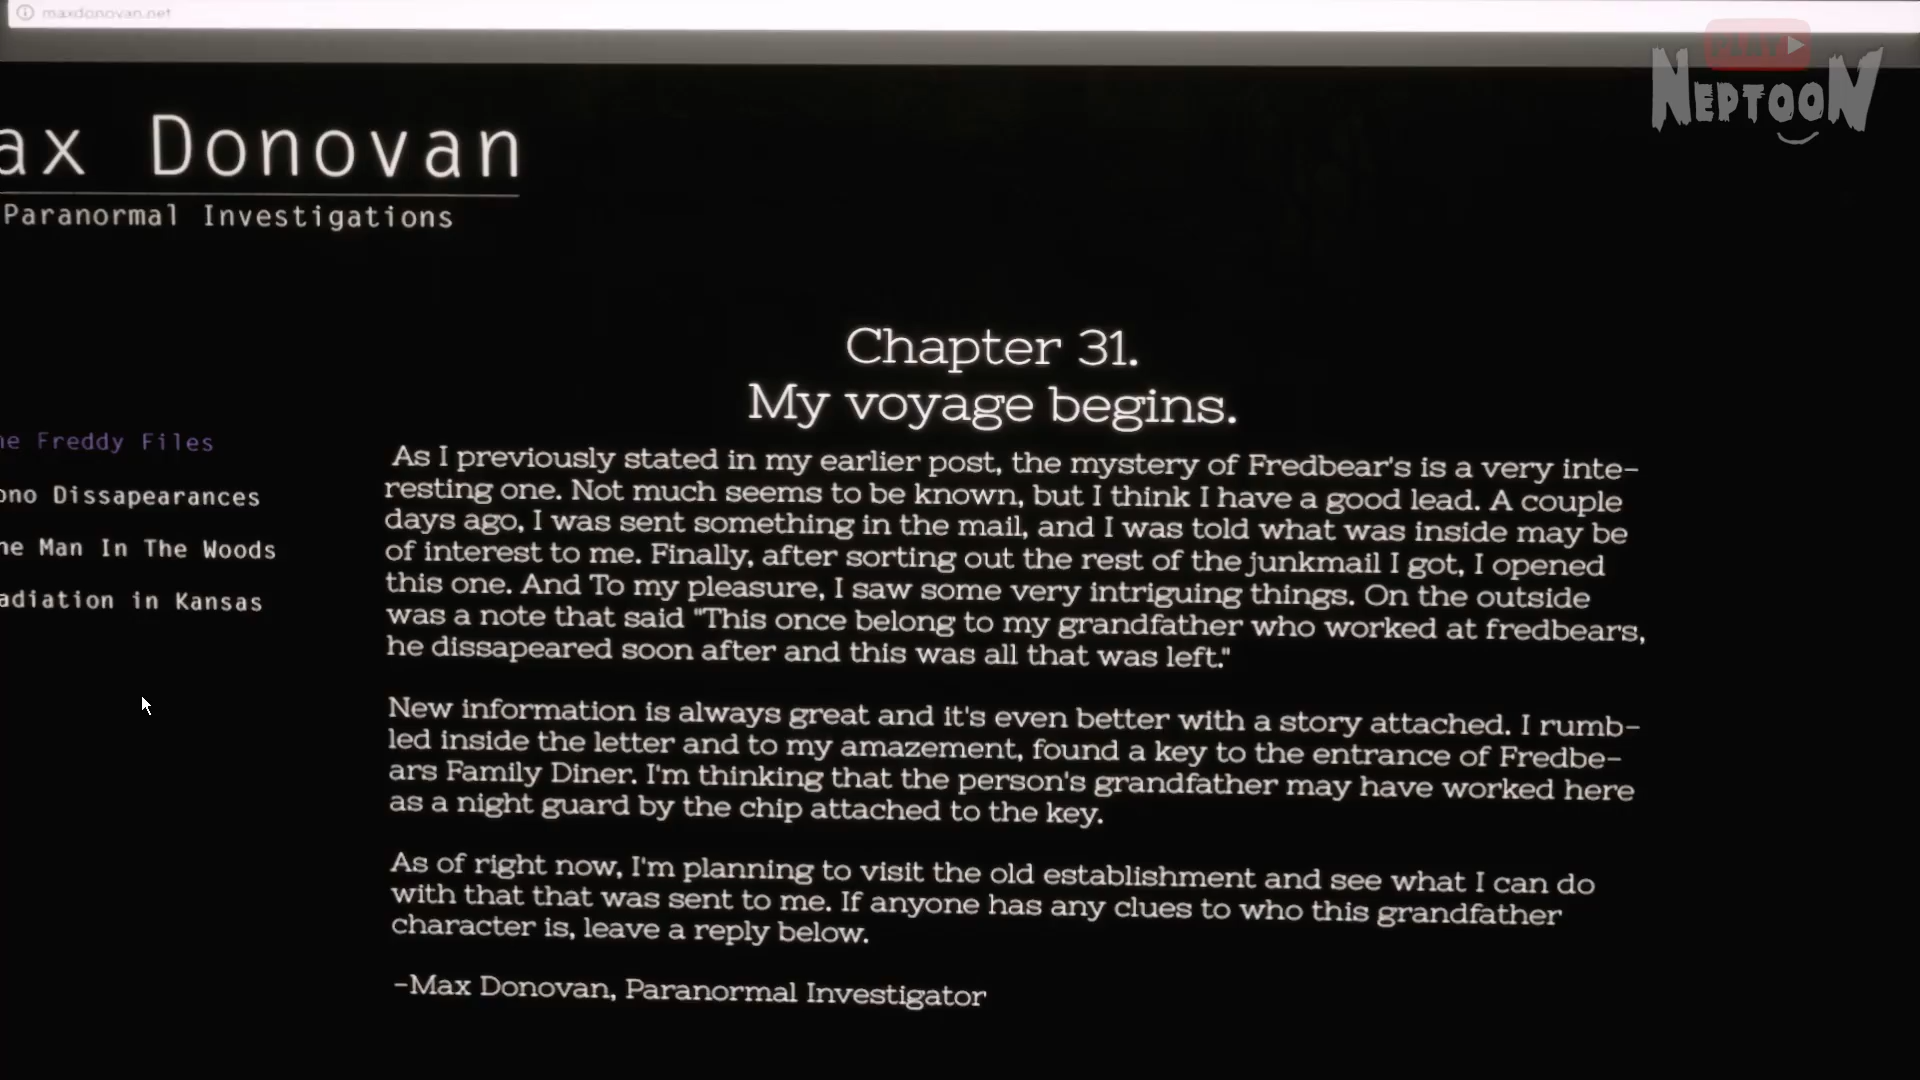 maxdonovan.net
PLAY
NEPTOON
ax Donovan
Paranormal Investigations
Chapter 31.
My voyage begins.
he Freddy Files
ono Dissapearances
he Man In The Woods
adiation in Kansas
As I previously stated in my earlier post, the mystery of Fredbear's is a very inte-
resting one. Not much seems to be known, but I think I have a good lead. A couple
days ago, I was sent something in the mail, and I was told what was inside may be
of interest to me. Finally, after sorting out the rest of the junkmail I got, I opened
this one. And To my pleasure, I saw some very intriguing things. On the outside
was a note that said "This once belong to my grandfather who worked at fredbears,
he dissapeared soon after and this was all that was left."
New information is always great and it's even better with a story attached. I rumb-
led inside the letter and to my amazement, found a key to the entrance of Fredbe-
ars Family Diner. I'm thinking that the person's grandfather may have worked here
as a night guard by the chip attached to the key.
As of right now, I'm planning to visit the old establishment and see what I can do
with that that was sent to me. If anyone has any clues to who this grandfather
character is, leave a reply below.
-Max Donovan, Paranormal Investigator